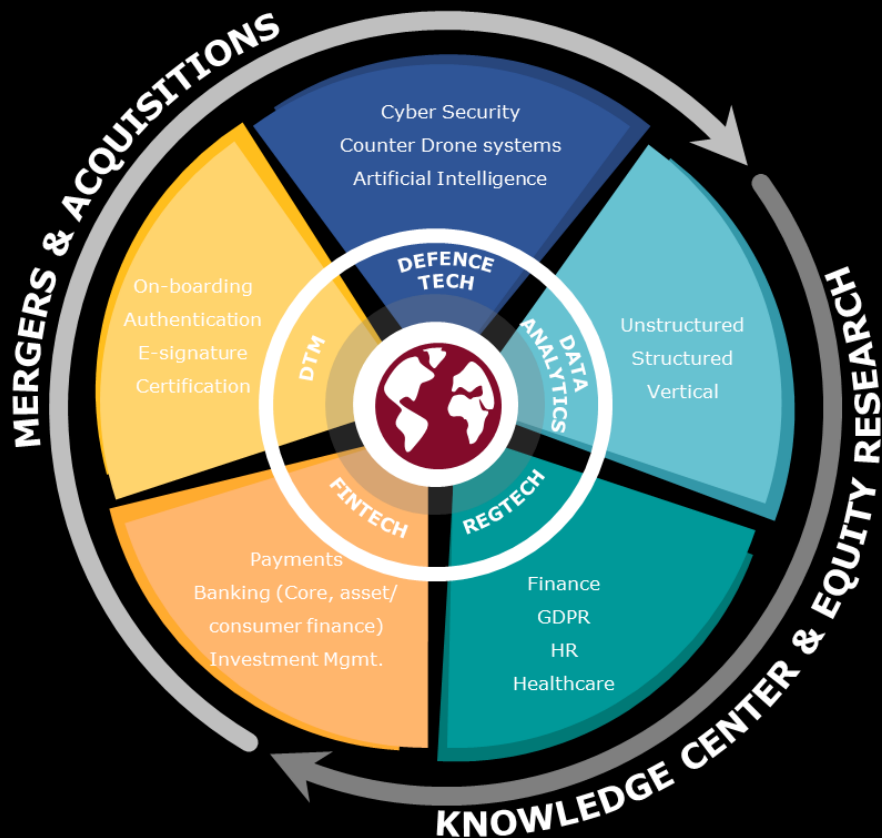 MERGERS & ACQUISITIONS
Cyber Security
Counter Drone systems
Artificial Intelligence
DEFENCE
TECH
DATA
ANALYTICS
Unstructured
Structured
Vertical
KNOWLEDGE CENTER & EQUITY RESEARCH
REGTECH
Finance
GDPR
HR
Healthcare
FINTECH
Payments
Banking (Core, asset/
consumer finance)
Investment Mgmt.
DTM
On-boarding
Authentication
E-signature
Certification